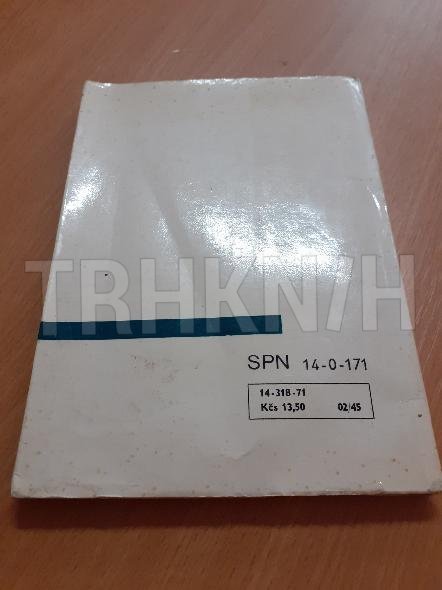 TRHKNIH
SPN 14-0-171
14-318-71
Kčs 13,50 02/45